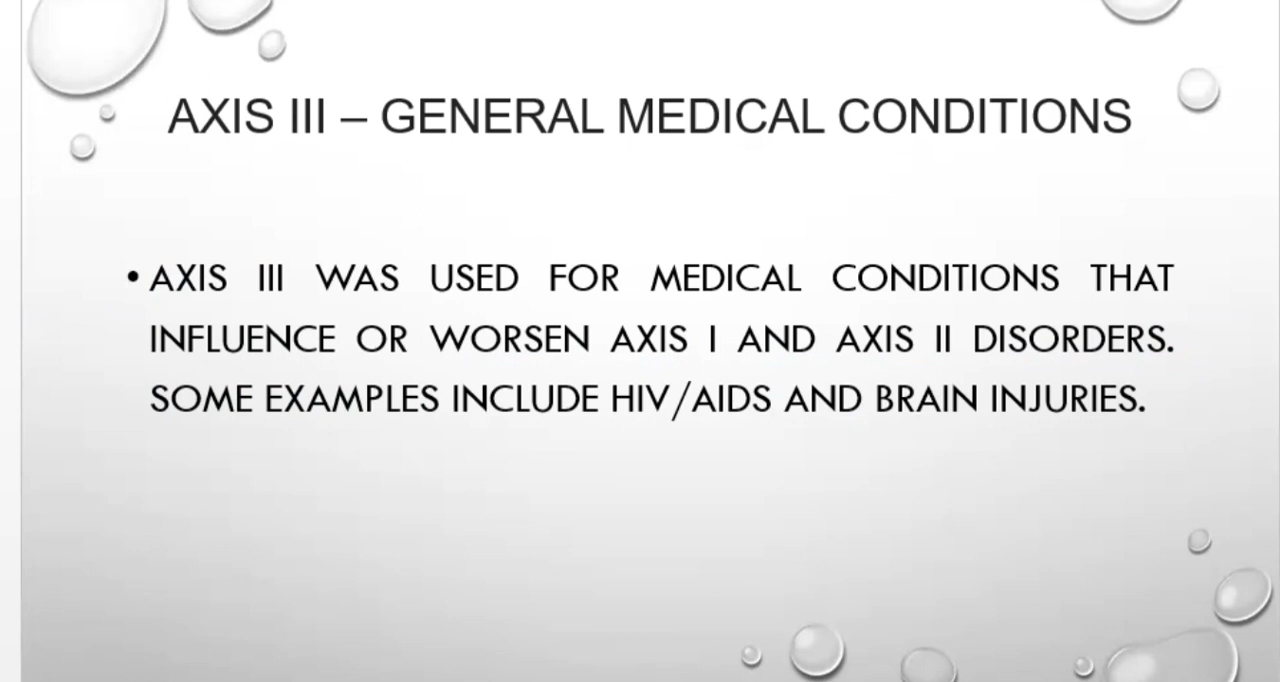 AXIS III – GENERAL MEDICAL CONDITIONS
• AXIS III WAS USED FOR MEDICAL CONDITIONS THAT
INFLUENCE OR WORSEN AXIS I AND AXIS II DISORDERS.
SOME EXAMPLES INCLUDE HIV/AIDS AND BRAIN INJURIES.